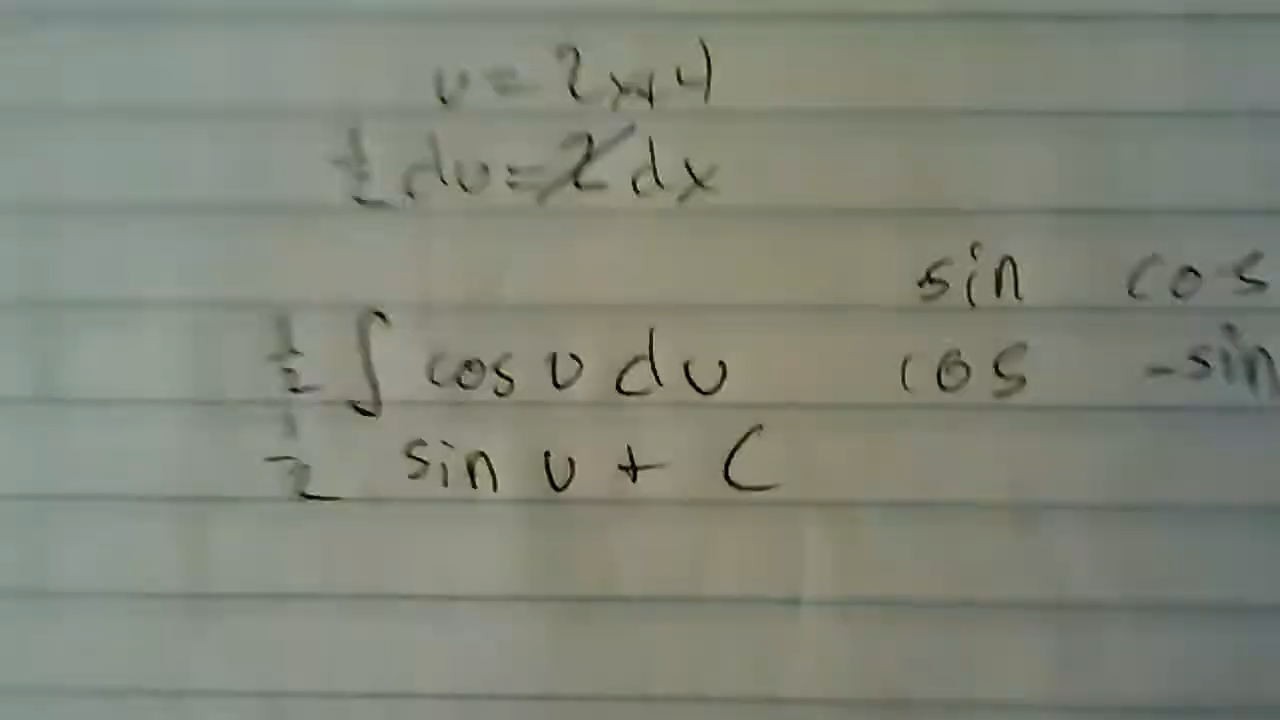 u = 2x+4
1/2 du = 2 dx
sin cos
1/2 ∫ cos u du cos -sin
1/2 sin u + C